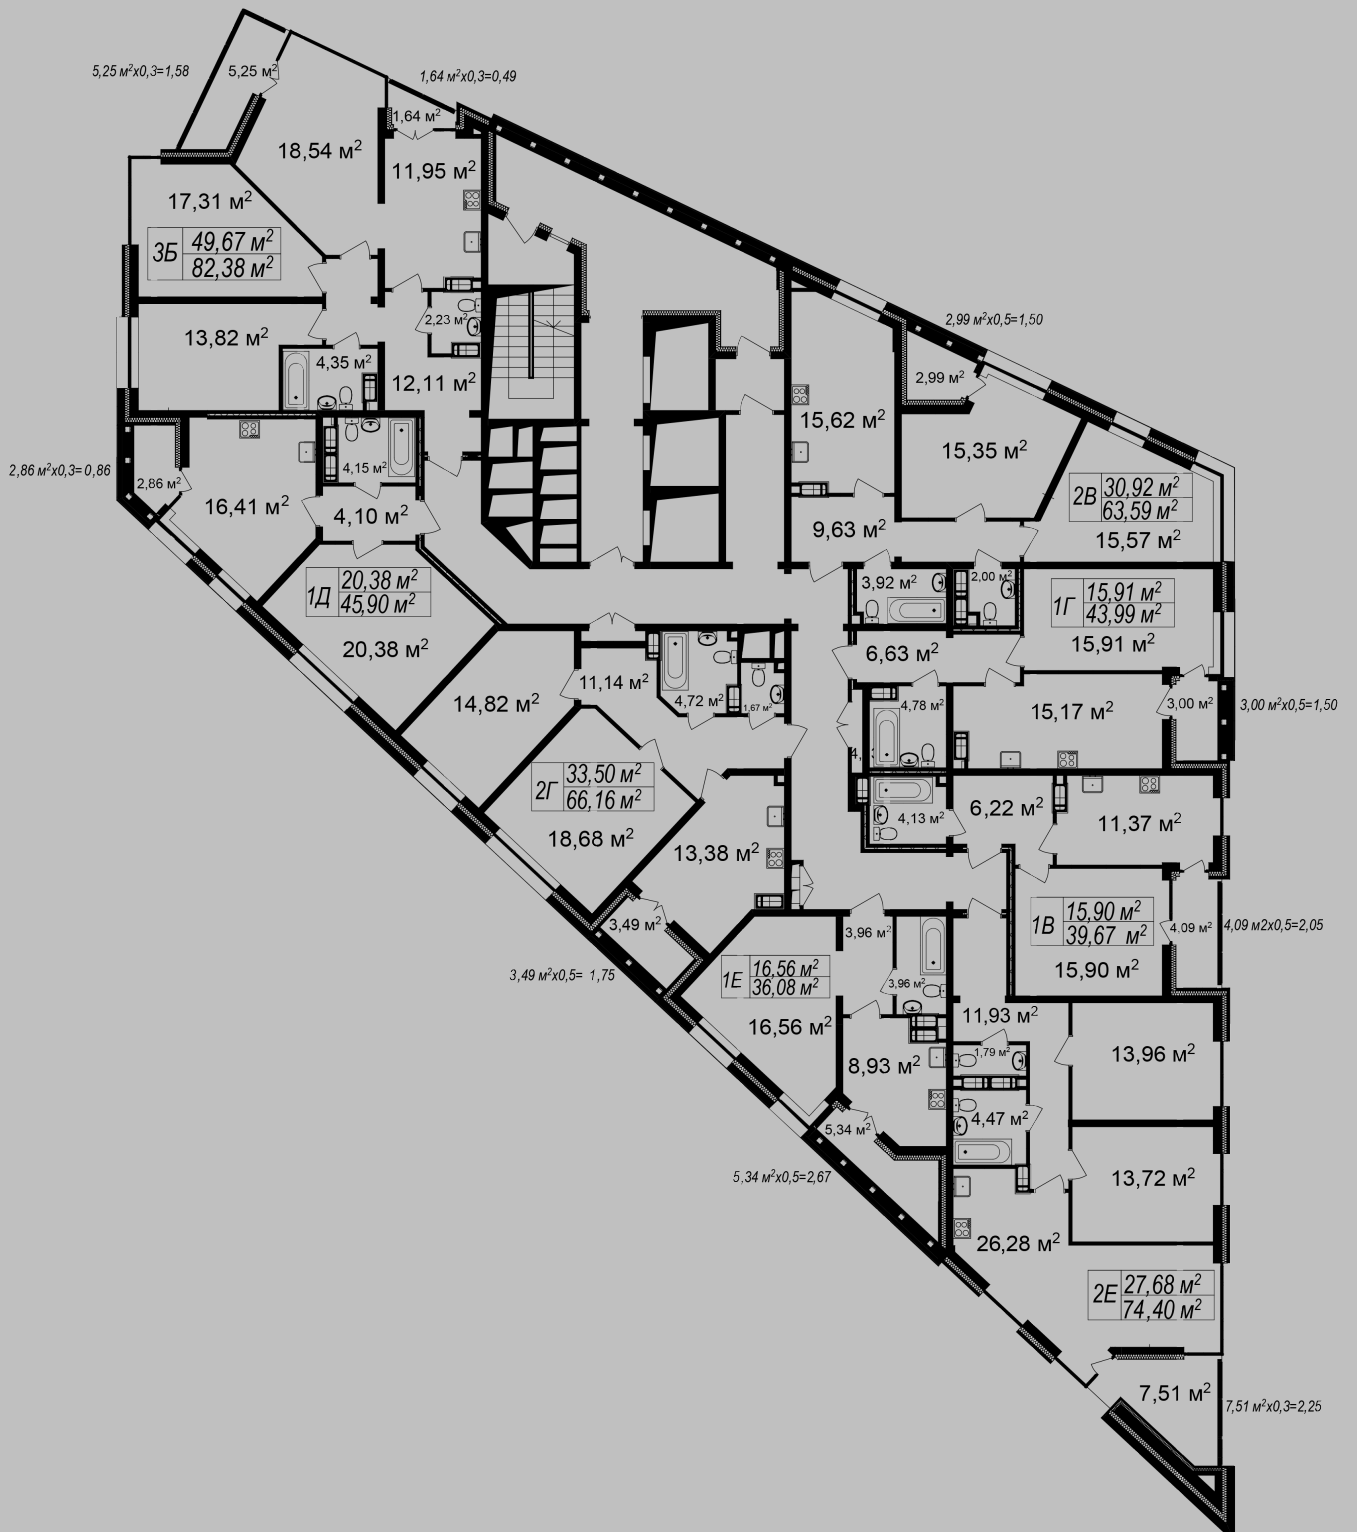 5,25 м²х0,3=1,58
5,25 м²
1,64 м²х0,3=0,49
1,64 м²
18,54 м²
11,95 м²
17,31 м²
3Б
49,67 м²
82,38 м²
2,23 м²
13,82 м²
4,35 м²
12,11 м²
2,99 м²х0,5=1,50
2,99 м²
15,62 м²
15,35 м²
2,86 м²х0,3= 0,86
2,86 м²
4,15 м²
16,41 м²
4,10 м²
2В
30,92 м²
63,59 м²
15,57 м²
9,63 м²
1Д
20,38 м²
45,90 м²
20,38 м²
3,92 м²
2,00 м²
1Г
15,91 м²
43,99 м²
15,91 м²
6,63 м²
14,82 м²
11,14 м²
4,72 м²
1,67 м²
4,78 м²
15,17 м²
3,00 м²
3,00 м²х0,5=1,50
4,
2Г
33,50 м²
66,16 м²
18,68 м²
13,38 м²
4,13 м²
6,22 м²
11,37 м²
3,49 м²
3,49 м²х0,5= 1,75
1В
15,90 м²
39,67 м²
15,90 м²
4,09 м²
4,09 м2х0,5=2,05
3,96 м²
3,96 м²
1Е
16,56 м²
36,08 м²
16,56 м²
8,93 м²
11,93 м²
1,79 м²
13,96 м²
5,34 м²
5,34 м²х0,5=2,67
4,47 м²
13,72 м²
26,28 м²
2Е
27,68 м²
74,40 м²
7,51 м²
7,51 м²х0,3=2,25